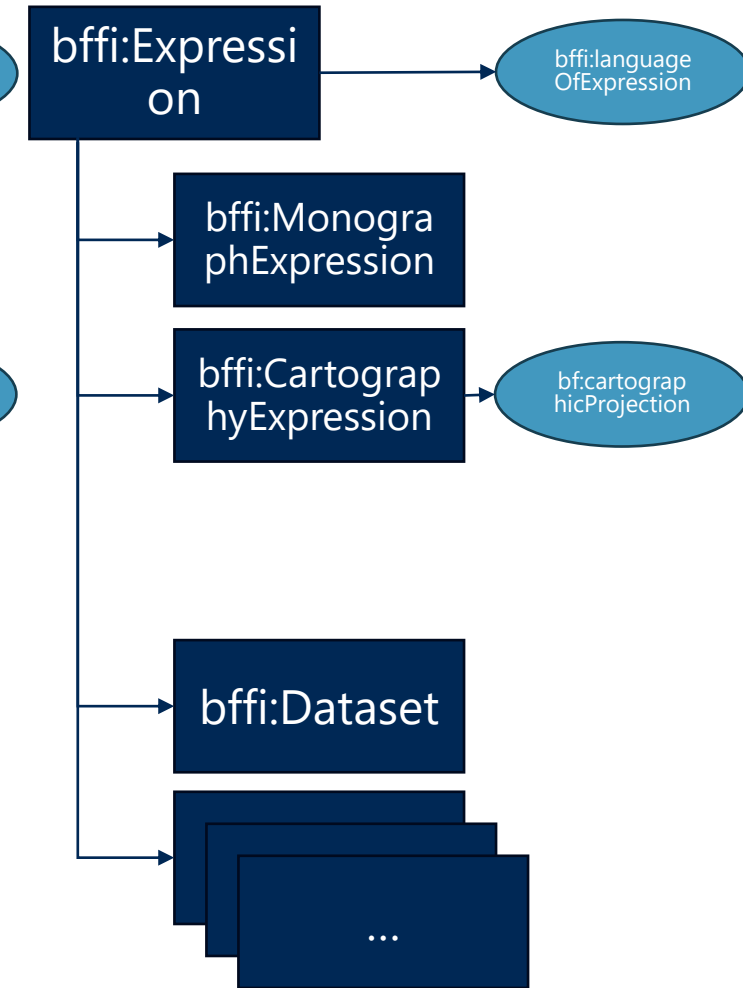 bffi:Expressi
on
bffi:language
OfExpression
bffi:Monogra
phExpression
bffi:Cartograp
hyExpression
bf:cartograp
hicProjection
bffi:Dataset
...